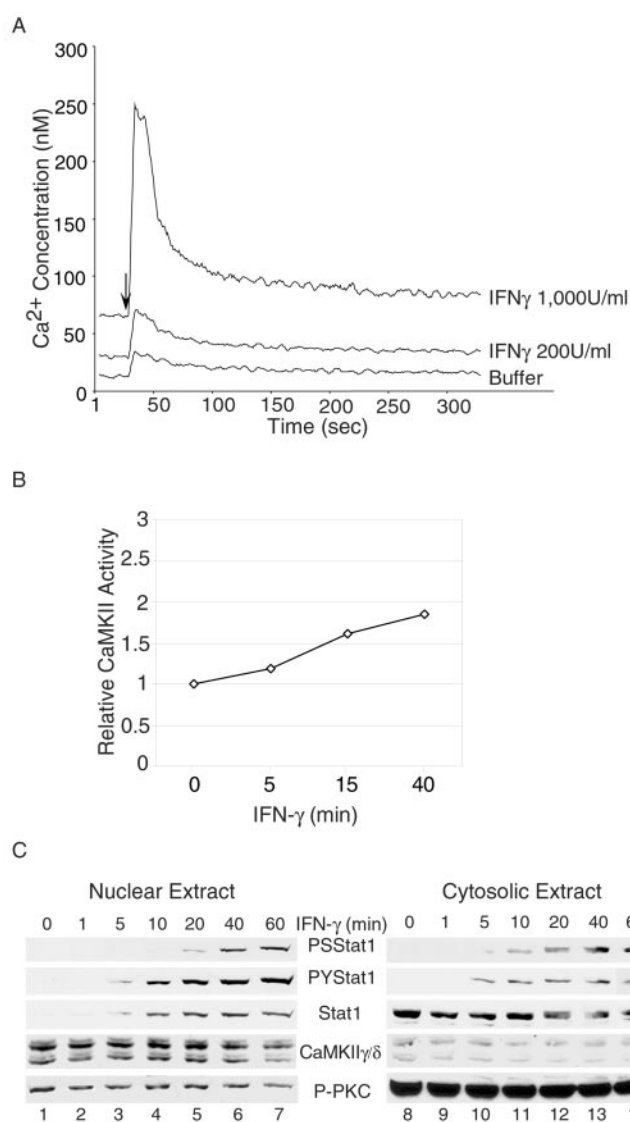 A
300
250
200
150
100
50
0
Ca2+ Concentration (nM)
IFNγ 1,000U/ml
IFNγ 200U/ml
Buffer
1 50 100 150 200 250 300
Time (sec)
B
3
2.5
2
1.5
1
0.5
0
Relative CaMKII Activity
0 5 15 40
IFN-γ (min)
C
Nuclear Extract Cytosolic Extract
0 1 5 10 20 40 60 IFN-γ (min) 0 1 5 10 20 40
PSStat1
PYStat1
Stat1
CaMKIIγ/δ
P-PKC
1 2 3 4 5 6 7 8 9 10 11 12 13